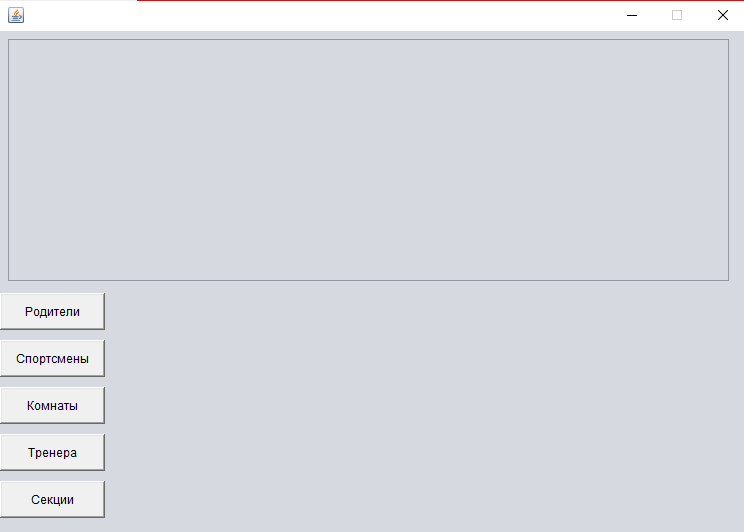 Родители
Спортсмены
Комнаты
Тренера
Секции